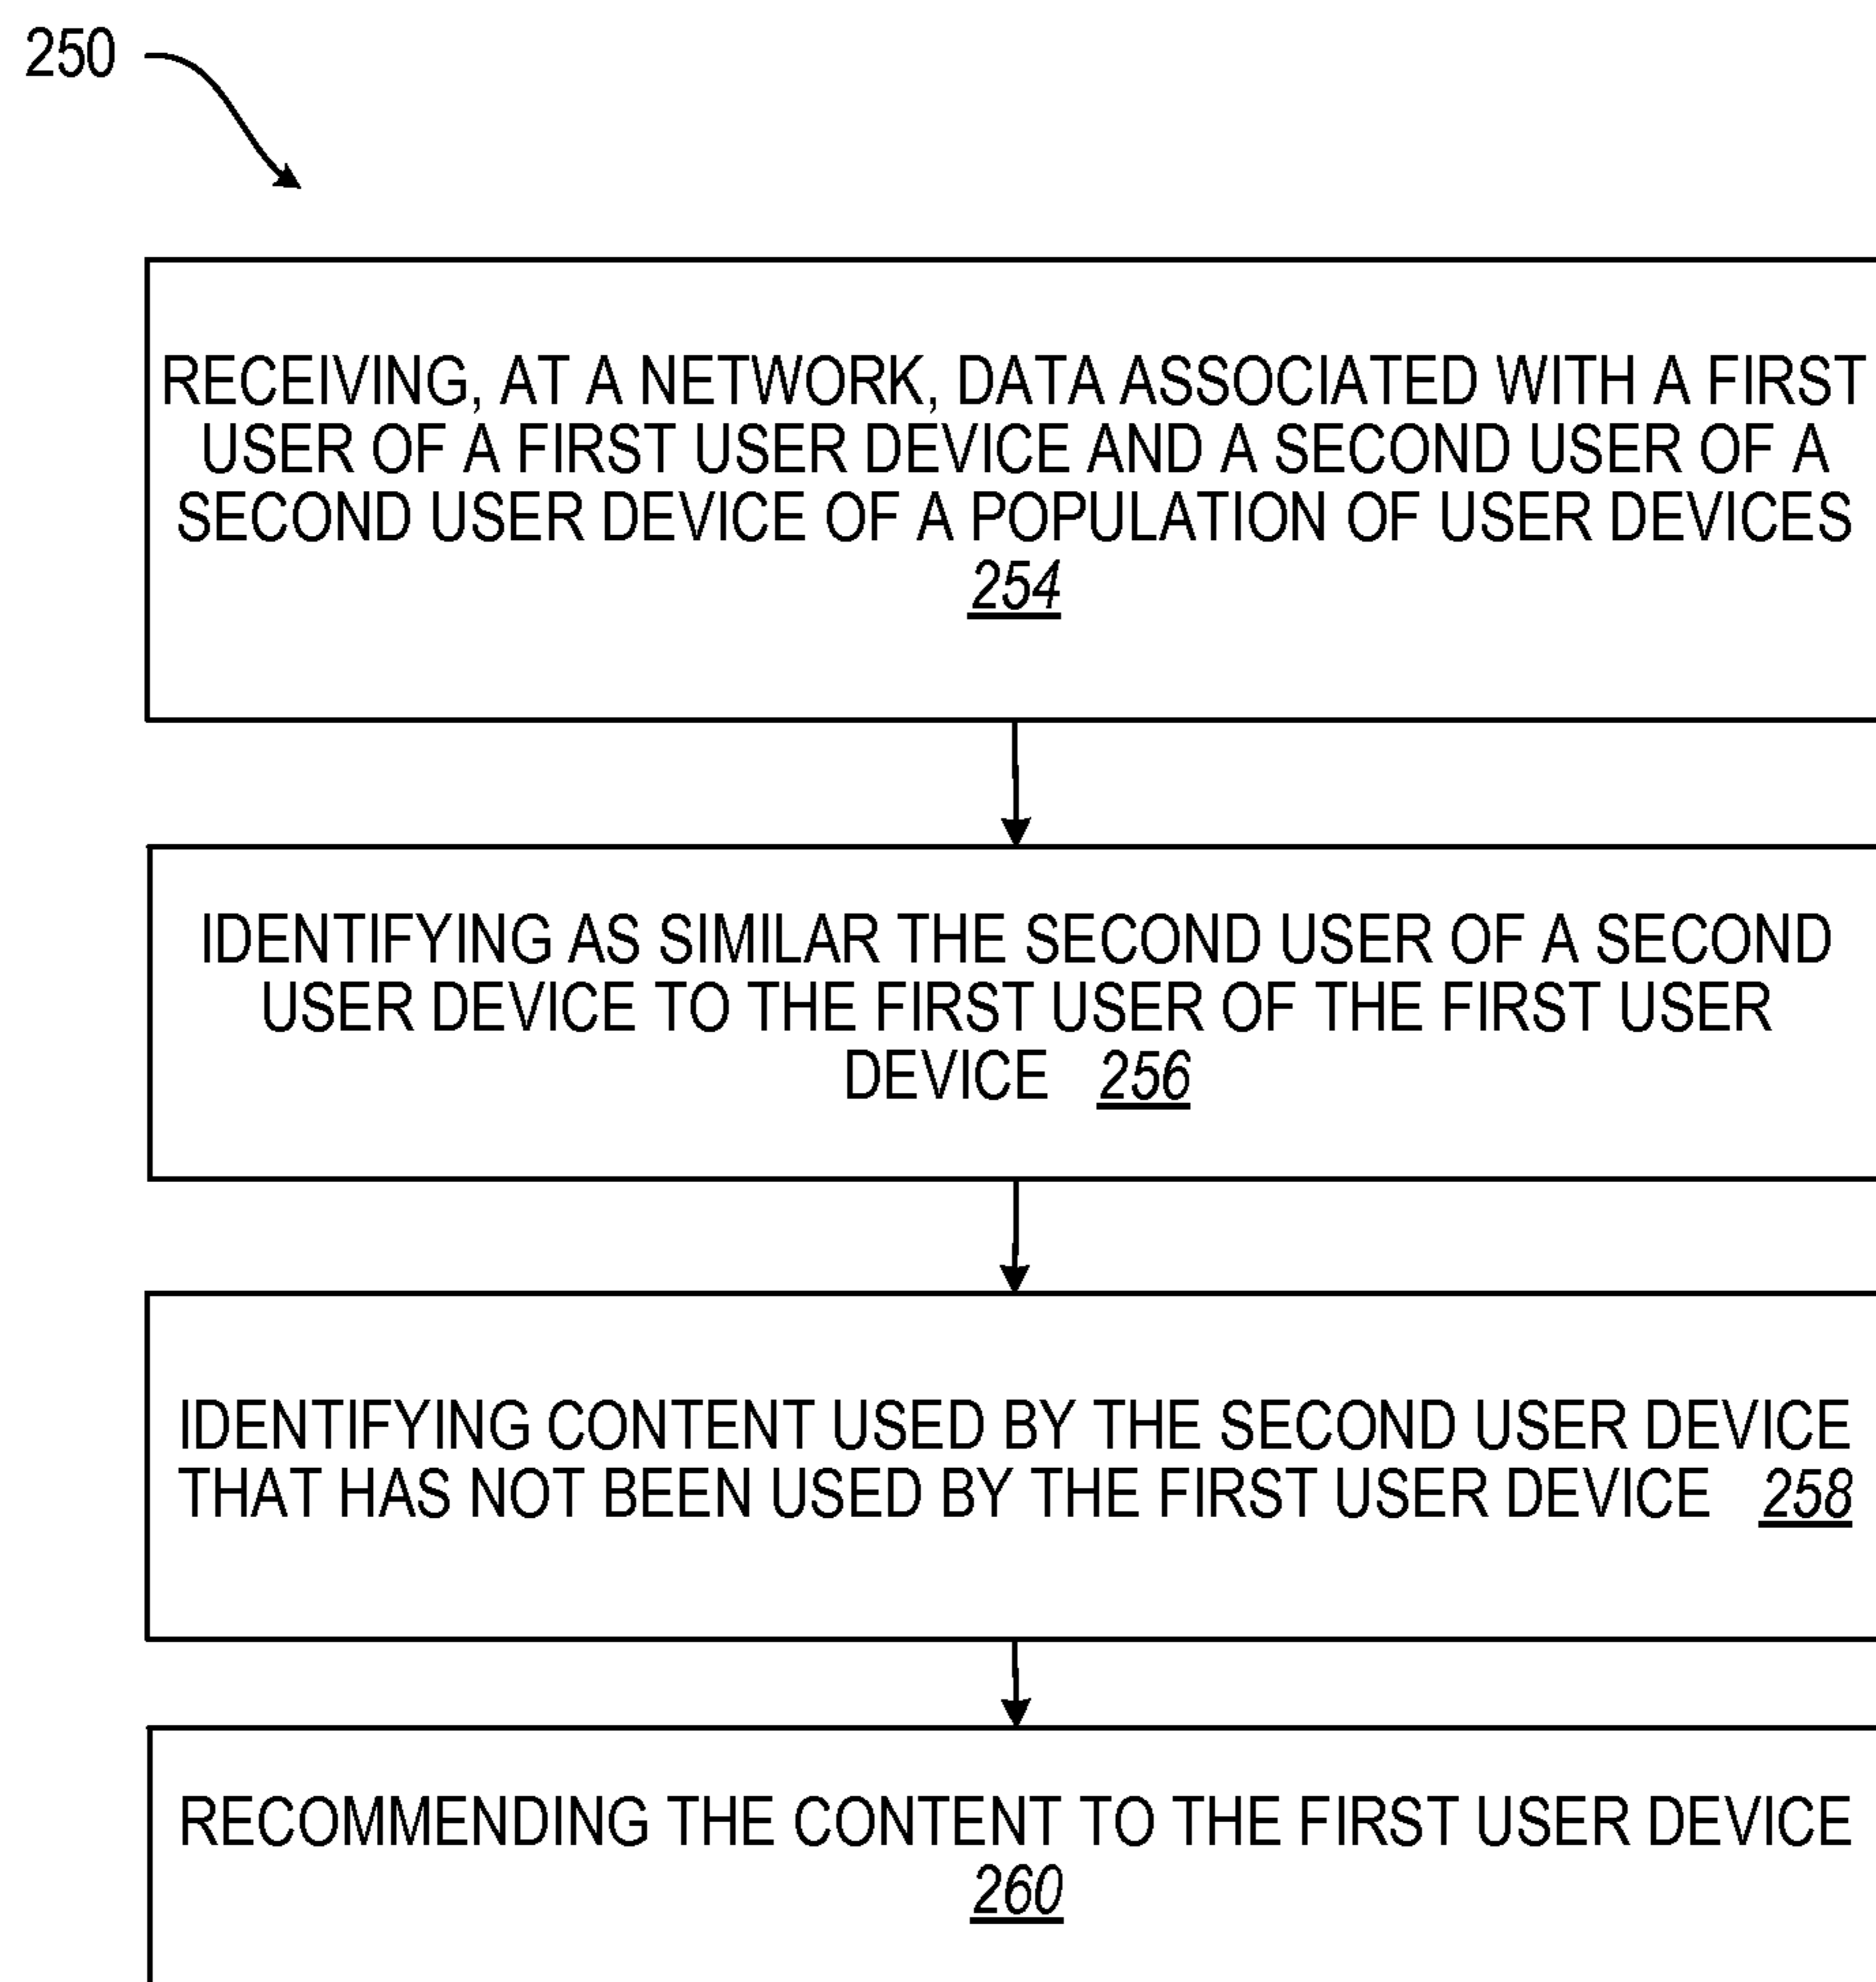 250
RECEIVING, AT A NETWORK, DATA ASSOCIATED WITH A FIRST
USER OF A FIRST USER DEVICE AND A SECOND USER OF A
SECOND USER DEVICE OF A POPULATION OF USER DEVICES
254
IDENTIFYING AS SIMILAR THE SECOND USER OF A SECOND
USER DEVICE TO THE FIRST USER OF THE FIRST USER
DEVICE 256
IDENTIFYING CONTENT USED BY THE SECOND USER DEVICE
THAT HAS NOT BEEN USED BY THE FIRST USER DEVICE 258
RECOMMENDING THE CONTENT TO THE FIRST USER DEVICE
260